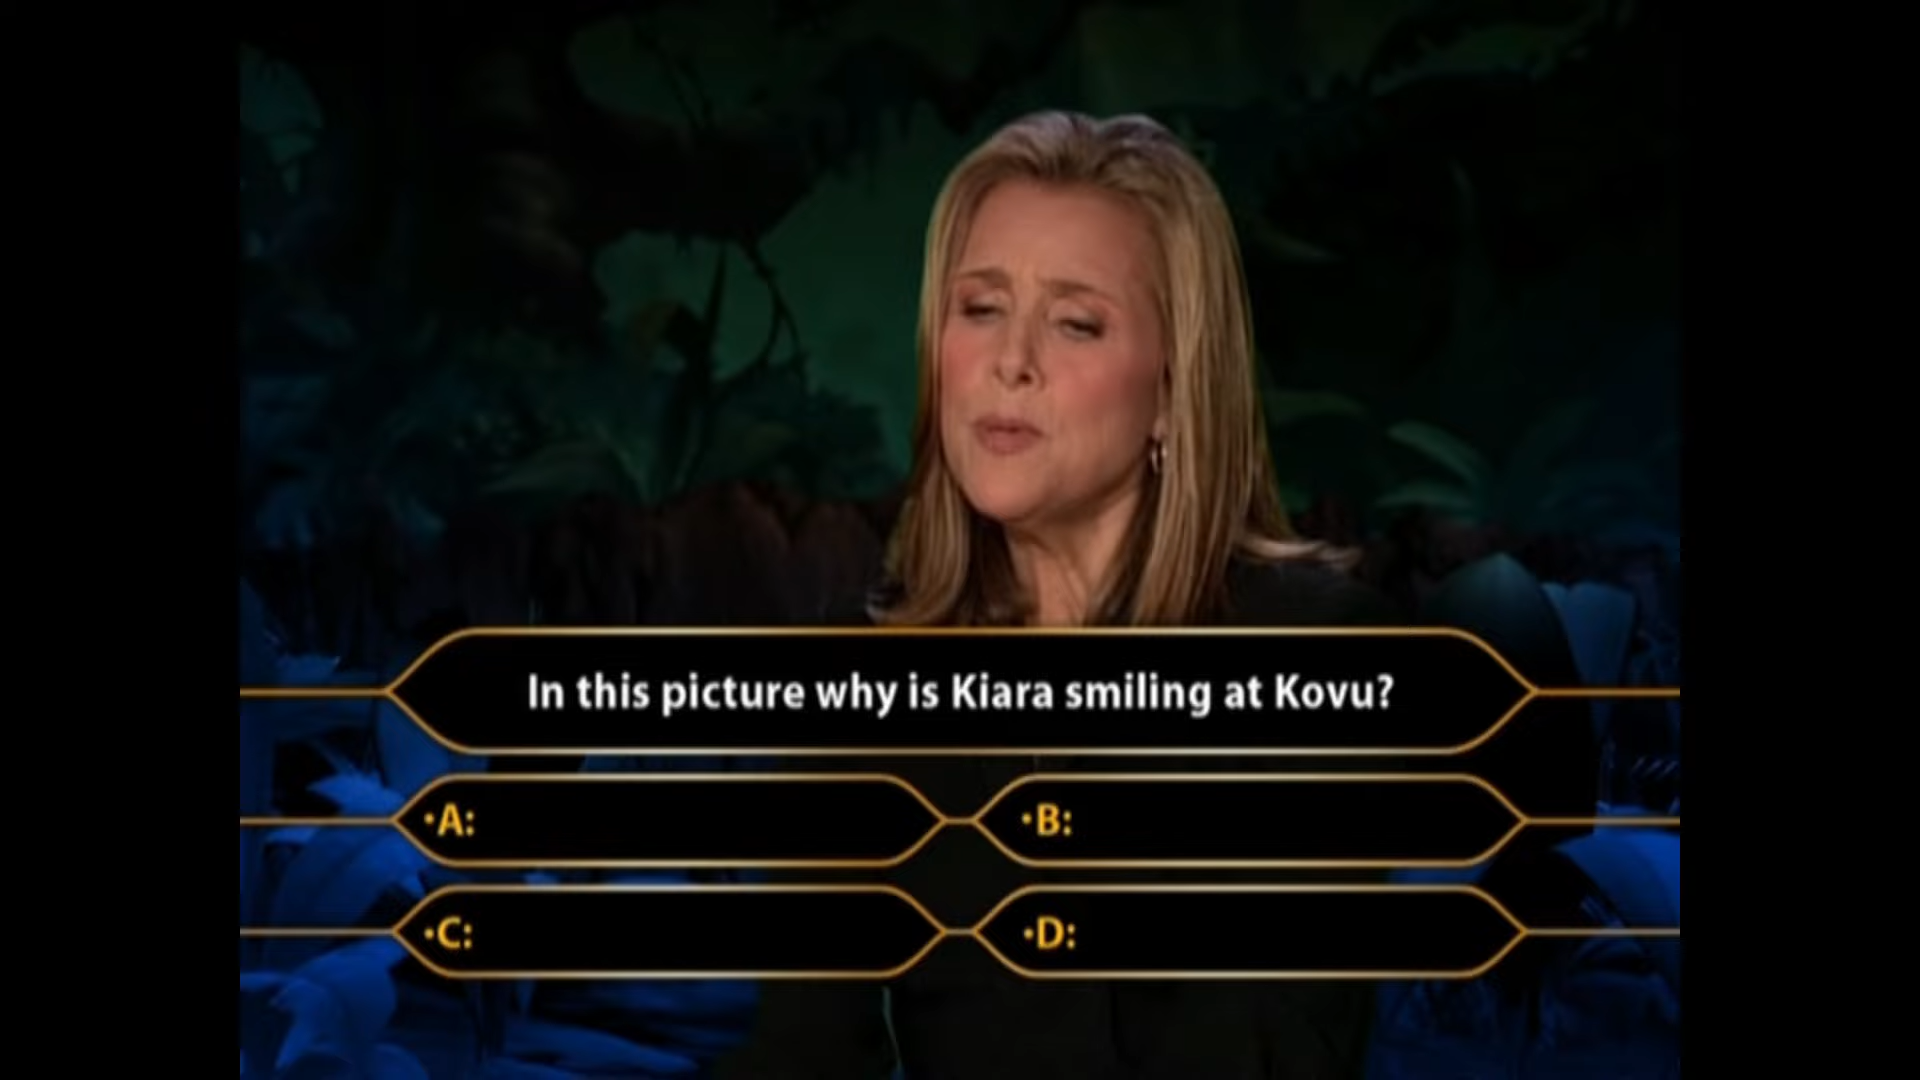 In this picture why is Kiara smiling at Kovu?
•A:
•B:
•C:
•D: